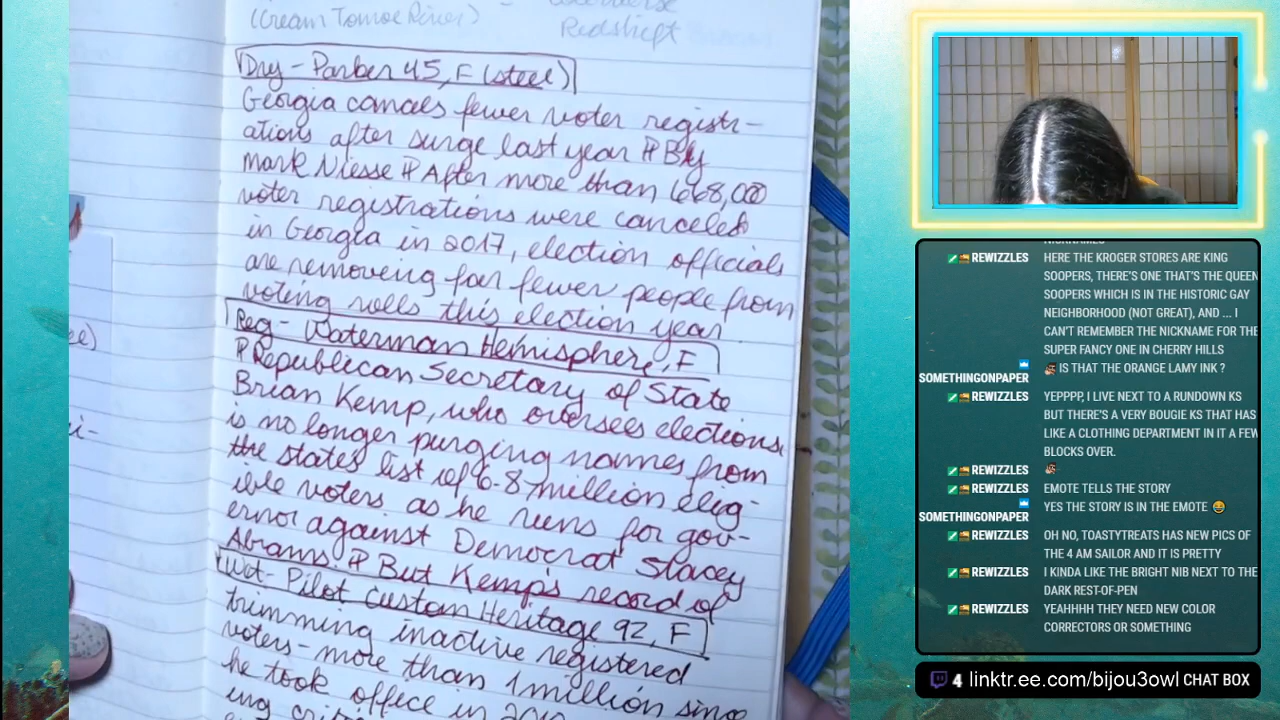 (Cream Tomoe River) -
Redshift
Dry - Parker 45, F (steel)
Georgia cancels fewer voter registr-
ations after surge last year ¶ By
Mark Niesse ¶ After more than 668,000
voter registrations were canceled
in Georgia in 2017, election officials
are removing far fewer people from
voting rolls this election year.
Reg - Waterman Hemisphere, F
¶ Republican Secretary of State
Brian Kemp, who oversees elections,
is no longer purging names from
the states list of 6.8-million elig-
ible voters as he runs for gov-
ernor against Democrat Stacey
Abrams. ¶ But Kemp's record of
Wet - Pilot Custom Heritage 92, F
trimming inactive registered
voters - more than 1 million since
he took office in
ee)
i-
NICKNAMES
REWIZZLES HERE THE KROGER STORES ARE KING
SOOPERS, THERE'S ONE THAT'S THE QUEEN
SOOPERS WHICH IS IN THE HISTORIC GAY
NEIGHBORHOOD (NOT GREAT), AND ... I
CAN'T REMEMBER THE NICKNAME FOR THE
SUPER FANCY ONE IN CHERRY HILLS
SOMETHINGONPAPER IS THAT THE ORANGE LAMY INK ?
REWIZZLES YEPPPP, I LIVE NEXT TO A RUNDOWN KS
BUT THERE'S A VERY BOUGIE KS THAT HAS
LIKE A CLOTHING DEPARTMENT IN IT A FEW
BLOCKS OVER.
REWIZZLES
REWIZZLES EMOTE TELLS THE STORY
SOMETHINGONPAPER YES THE STORY IS IN THE EMOTE 😂
REWIZZLES OH NO, TOASTYTREATS HAS NEW PICS OF
THE 4 AM SAILOR AND IT IS PRETTY
REWIZZLES I KINDA LIKE THE BRIGHT NIB NEXT TO THE
DARK REST-OF-PEN
REWIZZLES YEAHHHH THEY NEED NEW COLOR
CORRECTORS OR SOMETHING
4 linktr.ee.com/bijou3owl CHAT BOX